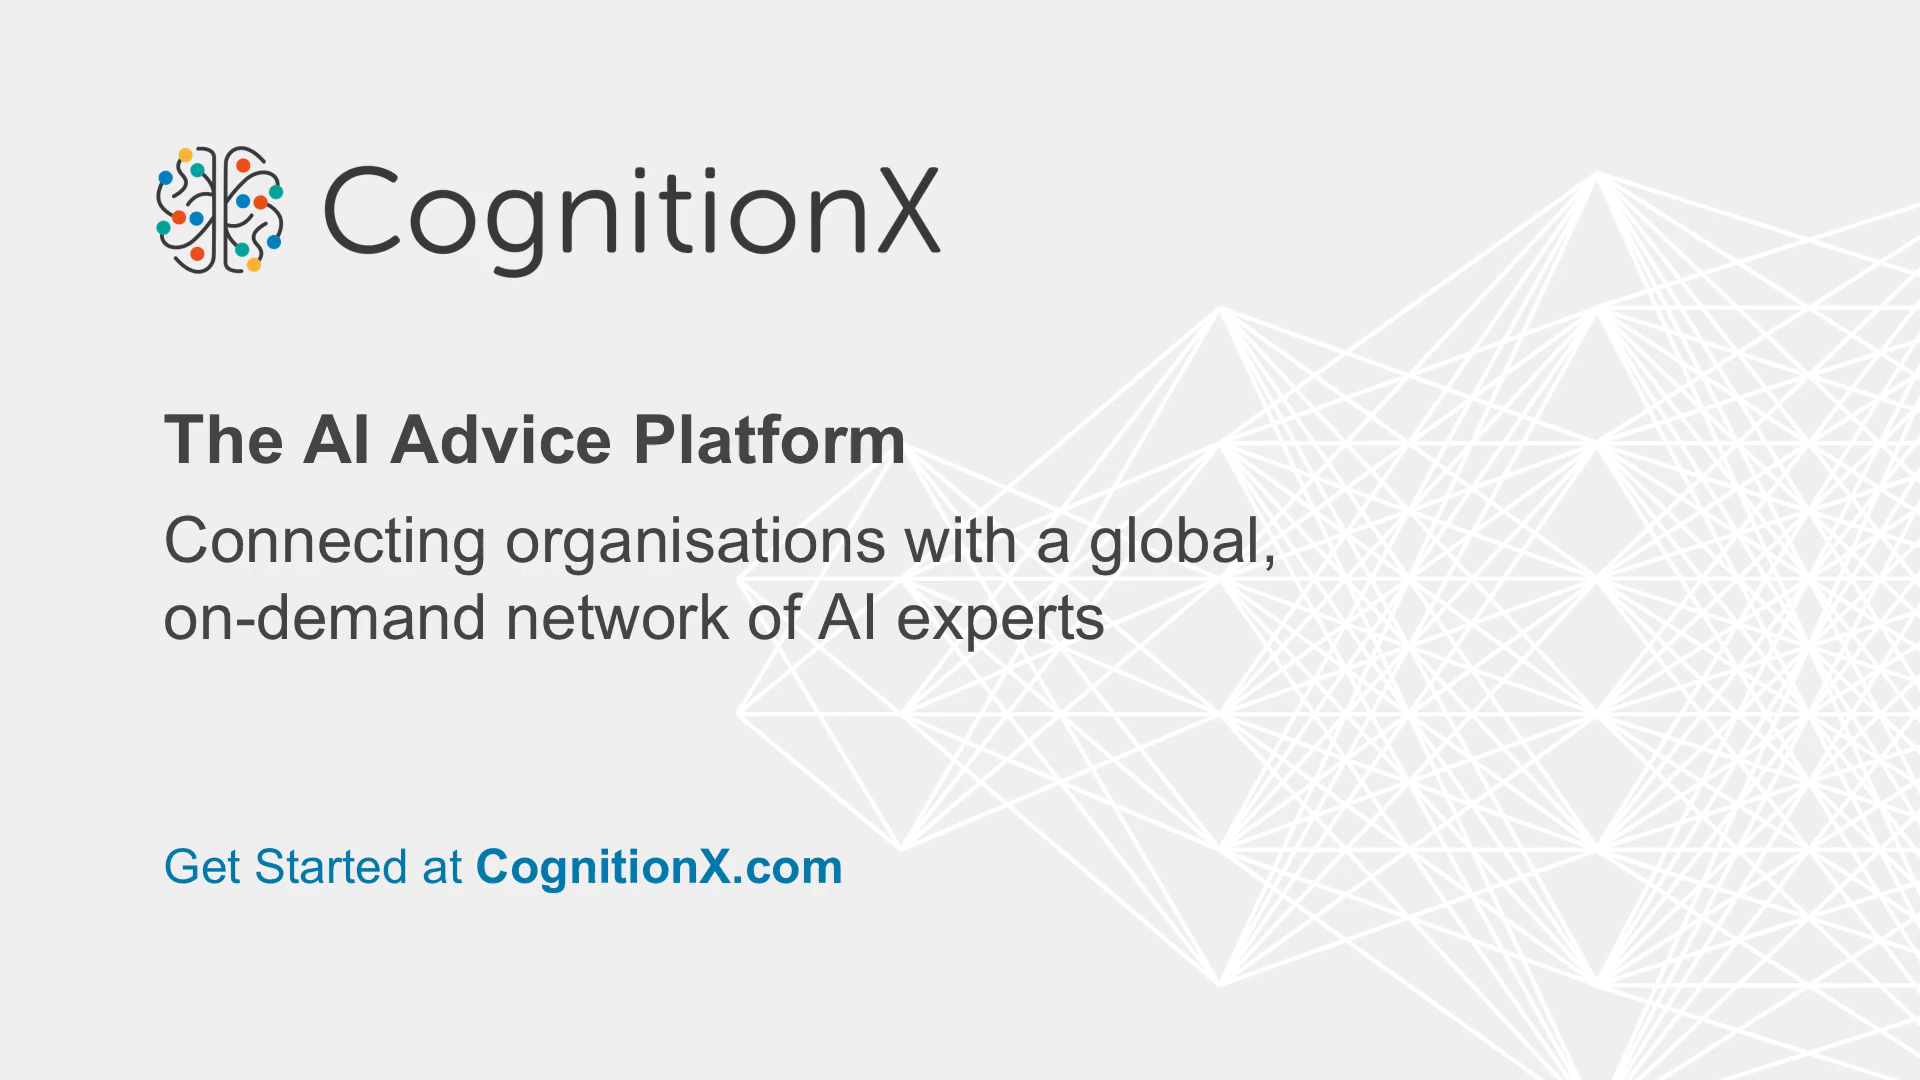 CognitionX
The AI Advice Platform
Connecting organisations with a global,
on-demand network of AI experts
Get Started at CognitionX.com